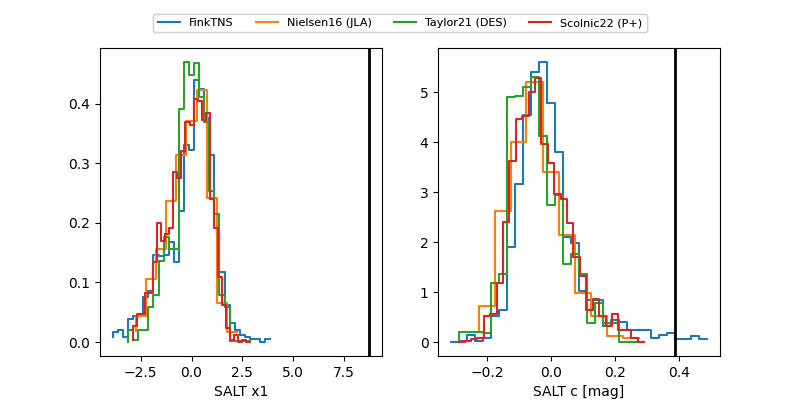 FinkTNS Nielsen16 (JLA) Taylor21 (DES) Scolnic22 (P+)
0.4
0.3
0.2
0.1
0.0
−2.5 0.0 2.5 5.0 7.5
SALT x1
5
4
3
2
1
0
−0.2 0.0 0.2 0.4
SALT c [mag]